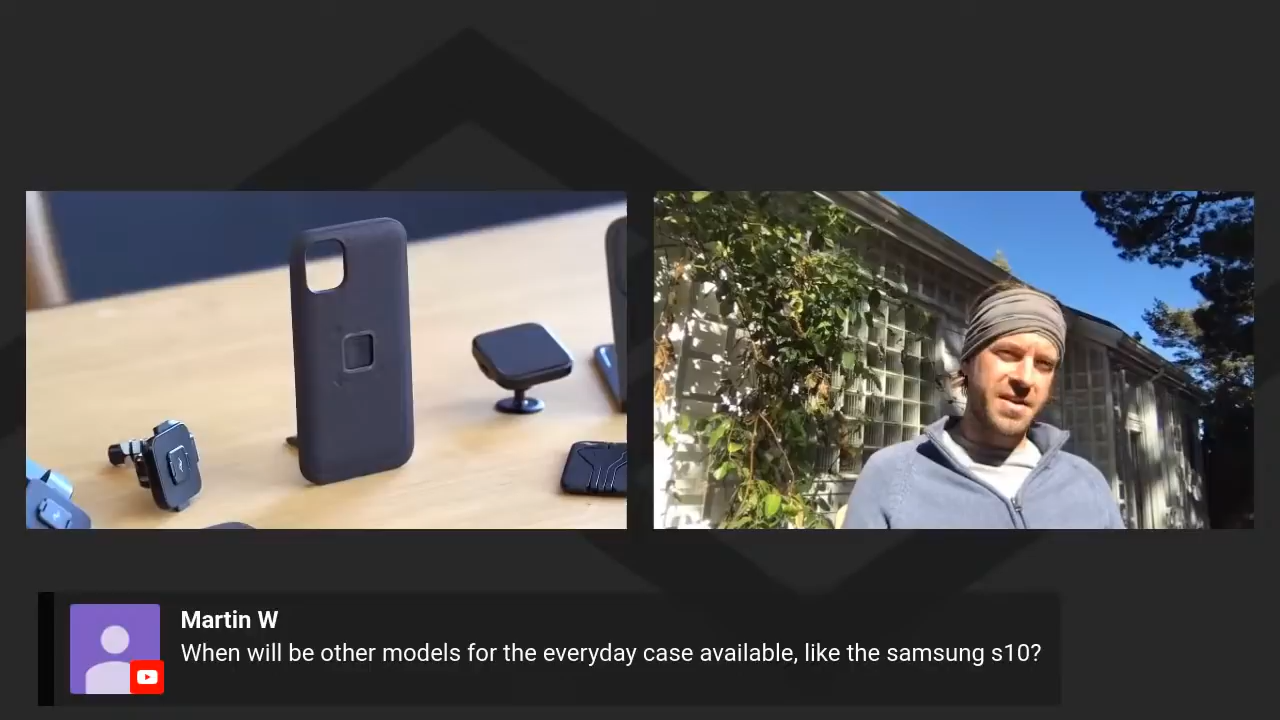 Martin W
When will be other models for the everyday case available, like the samsung s10?